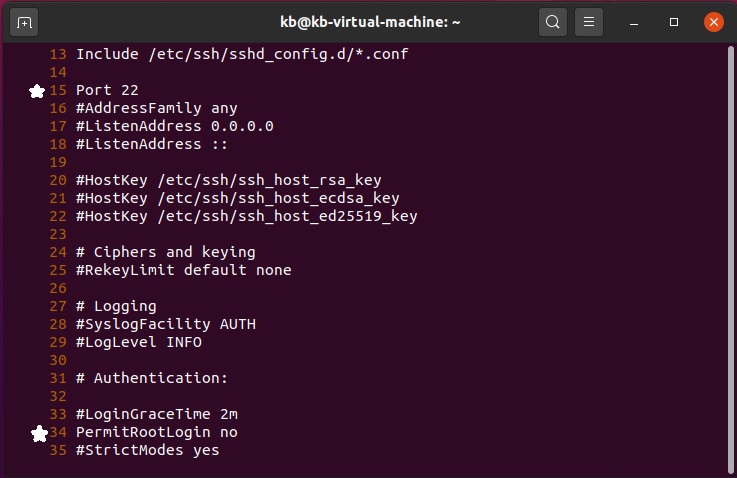 kb@kb-virtual-machine: ~
13 Include /etc/ssh/sshd_config.d/*.conf
14
15 Port 22
16 #AddressFamily any
17 #ListenAddress 0.0.0.0
18 #ListenAddress ::
19
20 #HostKey /etc/ssh/ssh_host_rsa_key
21 #HostKey /etc/ssh/ssh_host_ecdsa_key
22 #HostKey /etc/ssh/ssh_host_ed25519_key
23
24 # Ciphers and keying
25 #RekeyLimit default none
26
27 # Logging
28 #SyslogFacility AUTH
29 #LogLevel INFO
30
31 # Authentication:
32
33 #LoginGraceTime 2m
34 PermitRootLogin no
35 #StrictModes yes